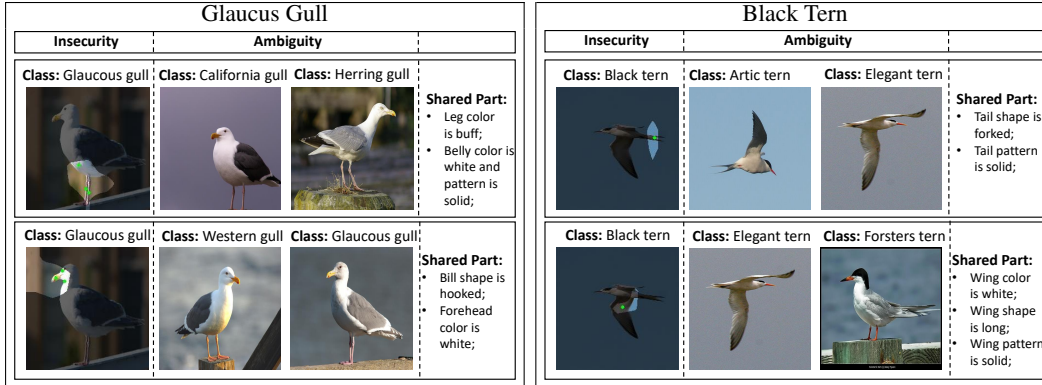 Glaucus Gull
Insecurity
Ambiguity
Class: Glaucous gull
Class: California gull
Class: Herring gull
Shared Part:
• Leg color
is buff;
• Belly color is
white and
pattern is
solid;
Class: Glaucous gull
Class: Western gull
Class: Glaucous gull
Shared Part:
• Bill shape is
hooked;
• Forehead
color is
white;
Black Tern
Insecurity
Ambiguity
Class: Black tern
Class: Artic tern
Class: Elegant tern
Shared Part:
• Tail shape is
forked;
• Tail pattern
is solid;
Class: Black tern
Class: Elegant tern
Class: Forsters tern
Shared Part:
• Wing color
is white;
• Wing shape
is long;
• Wing pattern
is solid;